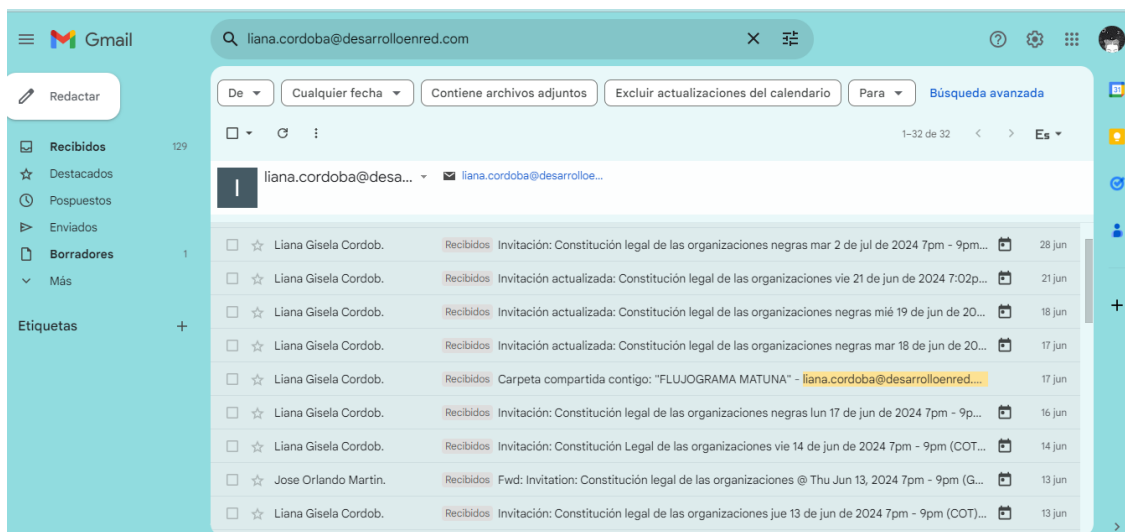 Gmail
liana.cordoba@desarrolloenred.com
Redactar
De Cualquier fecha Contiene archivos adjuntos Excluir actualizaciones del calendario Para Búsqueda avanzada
1–32 de 32 Es
Recibidos 129
Destacados
Pospuestos
Enviados
Borradores 1
Más
Etiquetas
l liana.cordoba@desa... liana.cordoba@desarrolloe...
Liana Gisela Cordob. Recibidos Invitación: Constitución legal de las organizaciones negras mar 2 de jul de 2024 7pm - 9pm... 28 jun
Liana Gisela Cordob. Recibidos Invitación actualizada: Constitución legal de las organizaciones vie 21 de jun de 2024 7:02p... 21 jun
Liana Gisela Cordob. Recibidos Invitación actualizada: Constitución legal de las organizaciones negras mié 19 de jun de 20... 18 jun
Liana Gisela Cordob. Recibidos Invitación actualizada: Constitución legal de las organizaciones negras mar 18 de jun de 20... 17 jun
Liana Gisela Cordob. Recibidos Carpeta compartida contigo: "FLUJOGRAMA MATUNA" - liana.cordoba@desarrolloenred.... 17 jun
Liana Gisela Cordob. Recibidos Invitación: Constitución legal de las organizaciones negras lun 17 de jun de 2024 7pm - 9p... 16 jun
Liana Gisela Cordob. Recibidos Invitación: Constitución Legal de las organizaciones vie 14 de jun de 2024 7pm - 9pm (COT... 14 jun
Jose Orlando Martin. Recibidos Fwd: Invitation: Constitución legal de las organizaciones @ Thu Jun 13, 2024 7pm - 9pm (G... 13 jun
Liana Gisela Cordob. Recibidos Invitación: Constitución legal de las organizaciones jue 13 de jun de 2024 7pm - 9pm (COT)... 13 jun
31